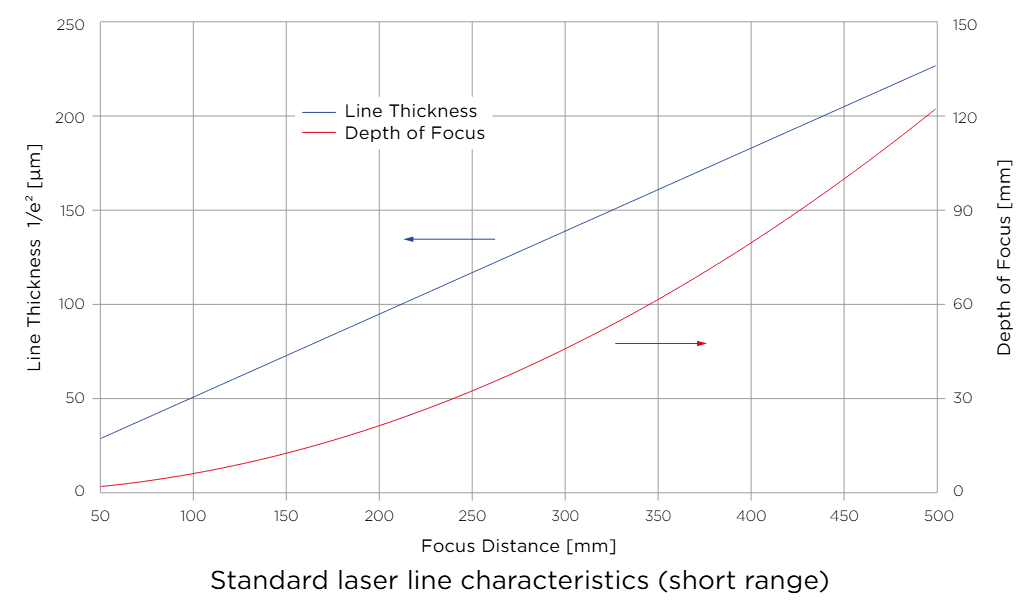 250
200
150
100
50
0
Line Thickness 1/e² [µm]
Line Thickness
Depth of Focus
150
120
90
60
30
0
Depth of Focus [mm]
50 100 150 200 250 300 350 400 450 500
Focus Distance [mm]
Standard laser line characteristics (short range)